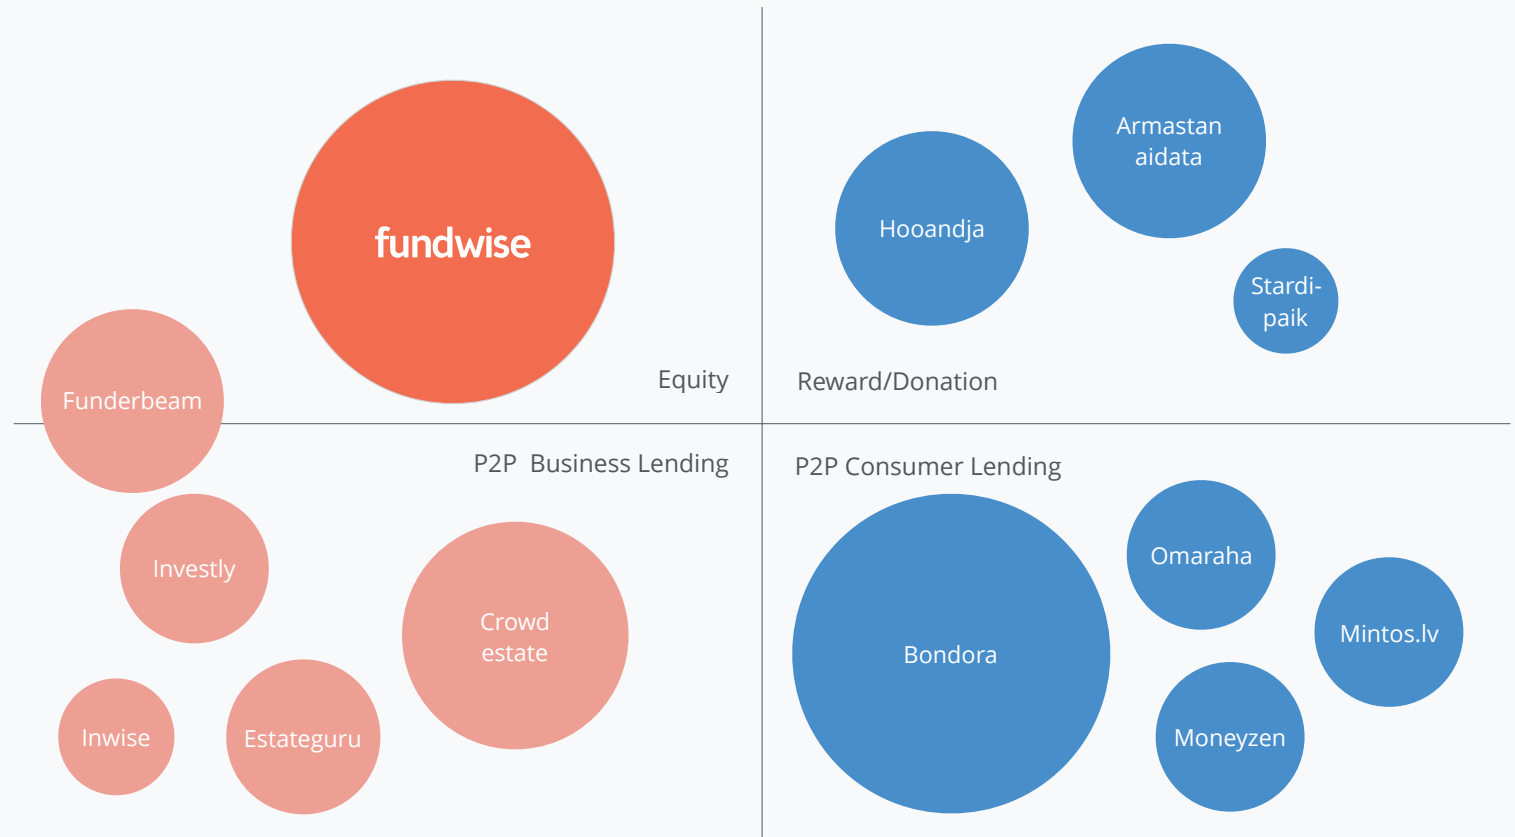 fundwise
Funderbeam
Equity
Armastan
aidata
Hooandja
Stardi-
paik
Reward/Donation
P2P  Business Lending
Investly
Crowd
estate
Inwise
Estateguru
P2P Consumer Lending
Omaraha
Mintos.lv
Bondora
Moneyzen